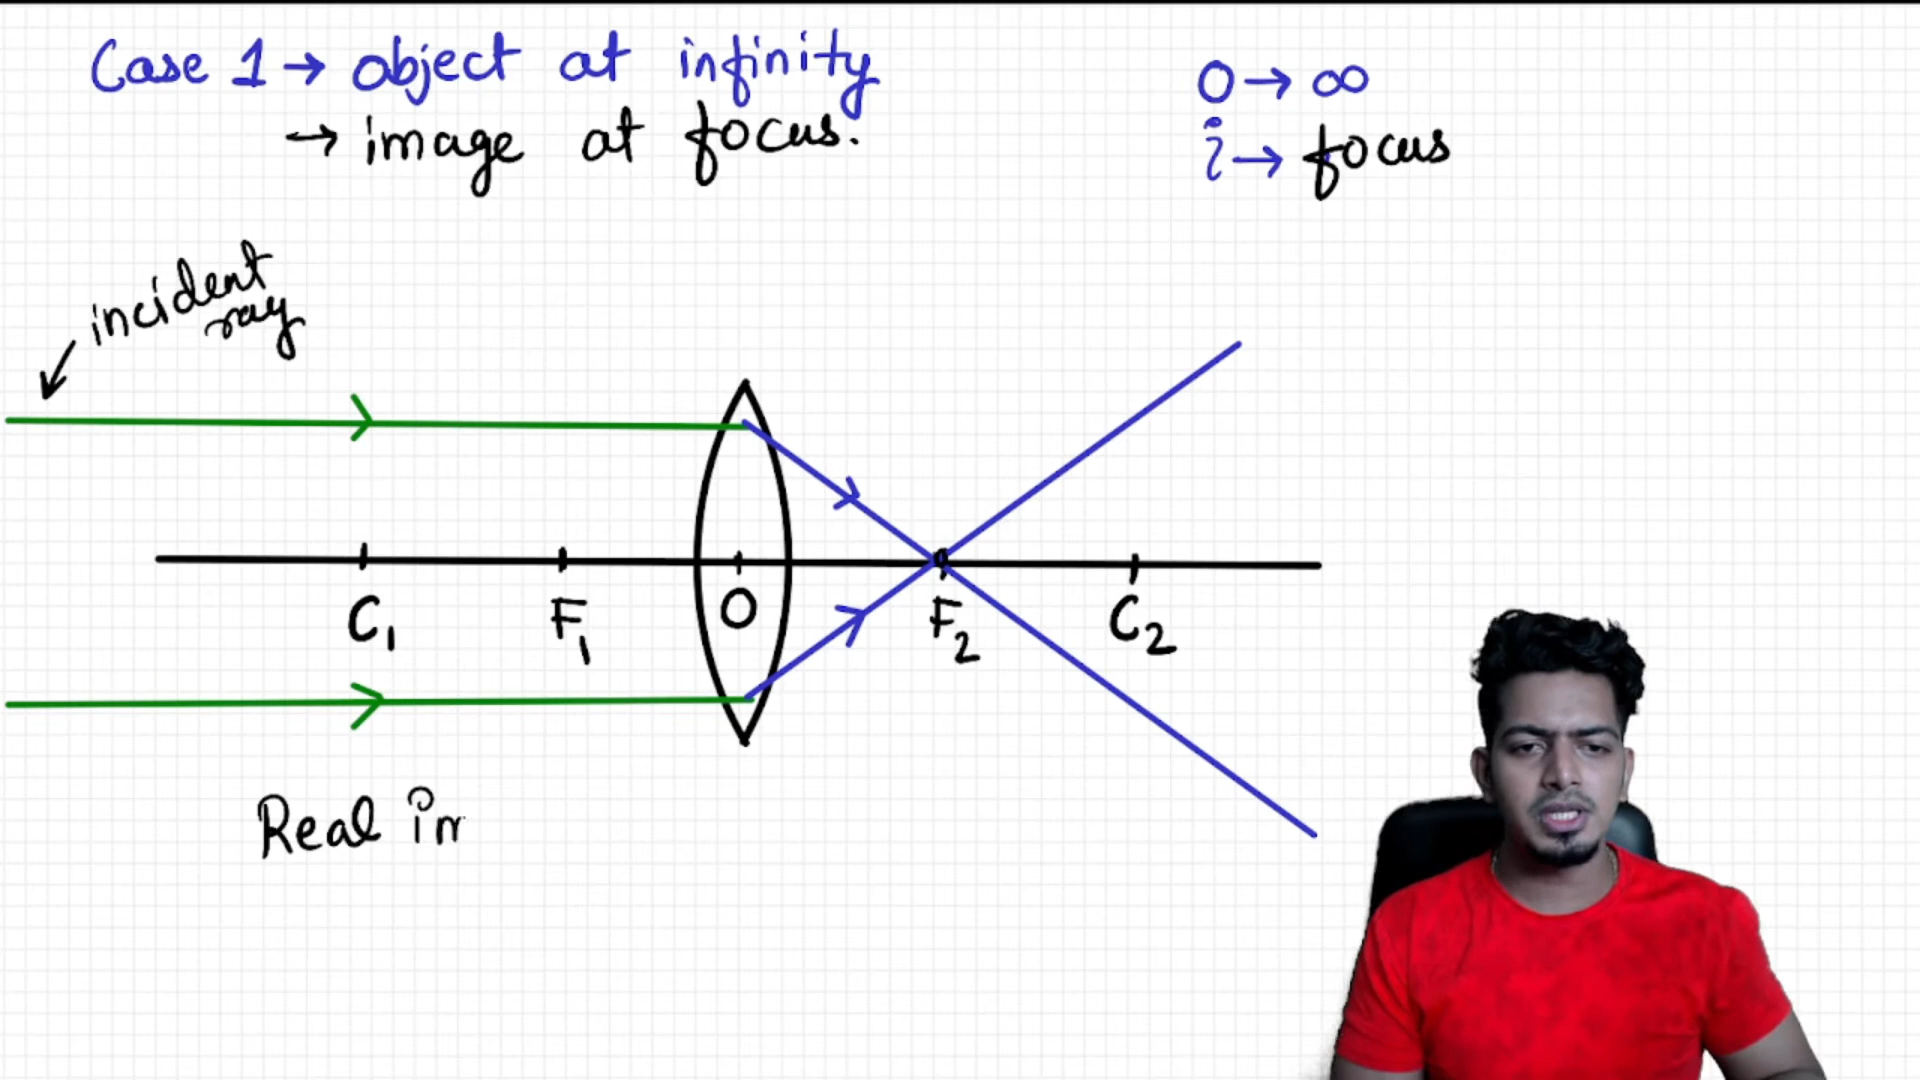 Case 1 → object at infinity
→ image at focus.
O → ∞
i → focus
incident
ray
C₁ F₁ O F₂ C₂
Real im